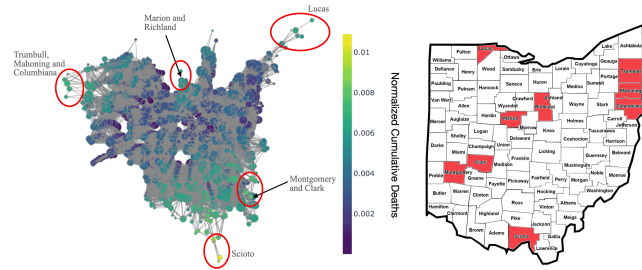 Lucas
Marion and
Richland
Trumbull,
Mahoning and
Columbiana
Montgomery
and Clark
Scioto
0.010
0.008
0.006
0.004
0.002
Normalized Cumulative Deaths
Lake Ashtabula
Fulton Lucas Ottawa Geauga
Williams Cuyahoga Trumbull
Defiance Henry Wood Sandusky Erie Lorain Portage
Paulding Putnam Hancock Seneca Huron Medina Summit Mahoning
Van Wert Crawford Ashland Columbiana
Allen Wyandot Richland Wayne Stark
Mercer Auglaize Hardin Marion Morrow Holmes Carroll
Jefferson
Shelby Logan Knox Tuscarawas
Darke Union Delaware Coshocton Harrison
Miami Champaign Licking Belmont
Clark Franklin Guernsey
Madison Muskingum
Preble Montgomery Fairfield Perry Noble Monroe
Greene Pickaway Morgan
Fayette Hocking Washington
Butler Warren Ross Athens
Clinton Vinton
Hamilton Highland Meigs
Clermont Pike Jackson
Brown Adams Scioto Gallia
Lawrence